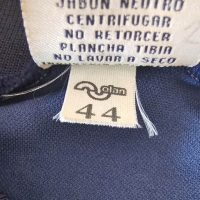 JABON NEUTRO
CENTRIFUGAR
NO RETORCER
PLANCHA TIBIA
NO LAVAR A SECO
olan
44